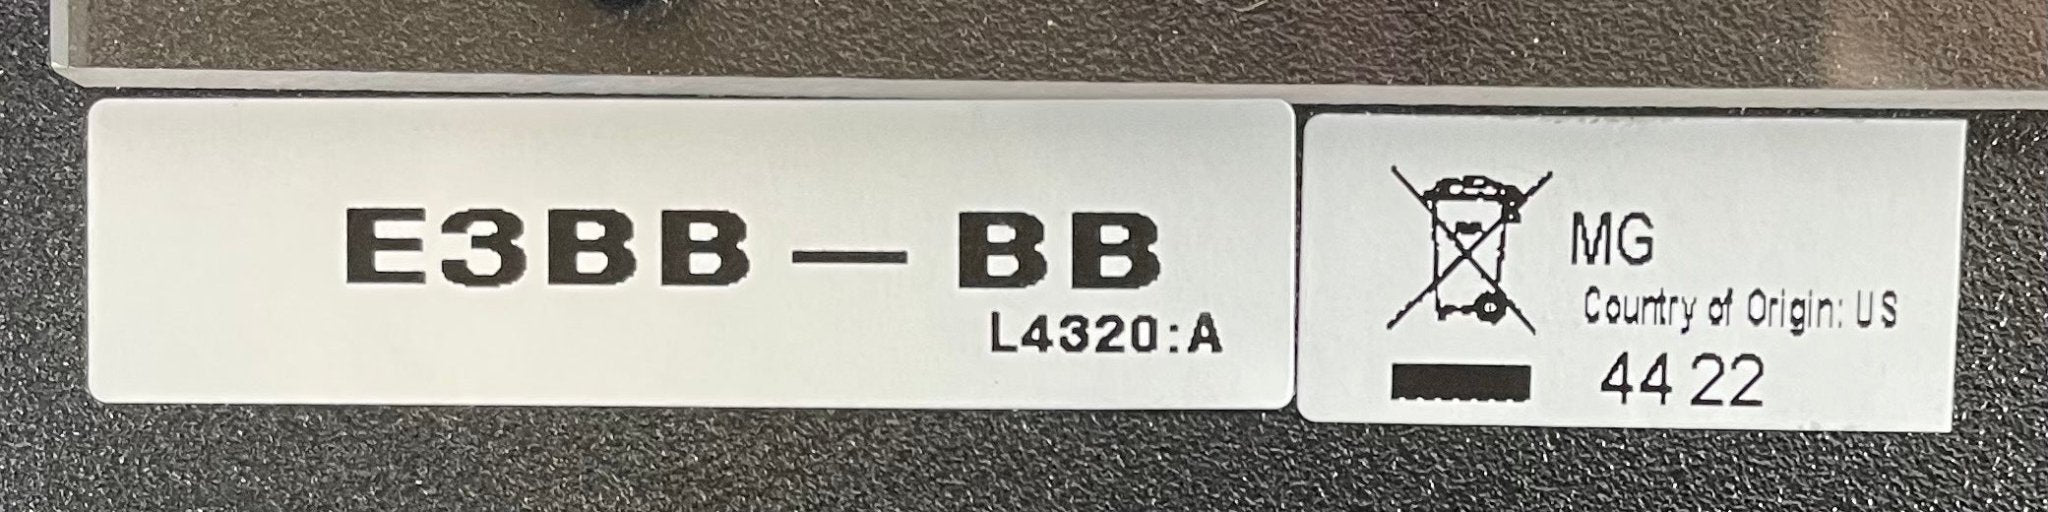 E3BB — BB
L4320:A
MG
Country of Origin: US
44 22